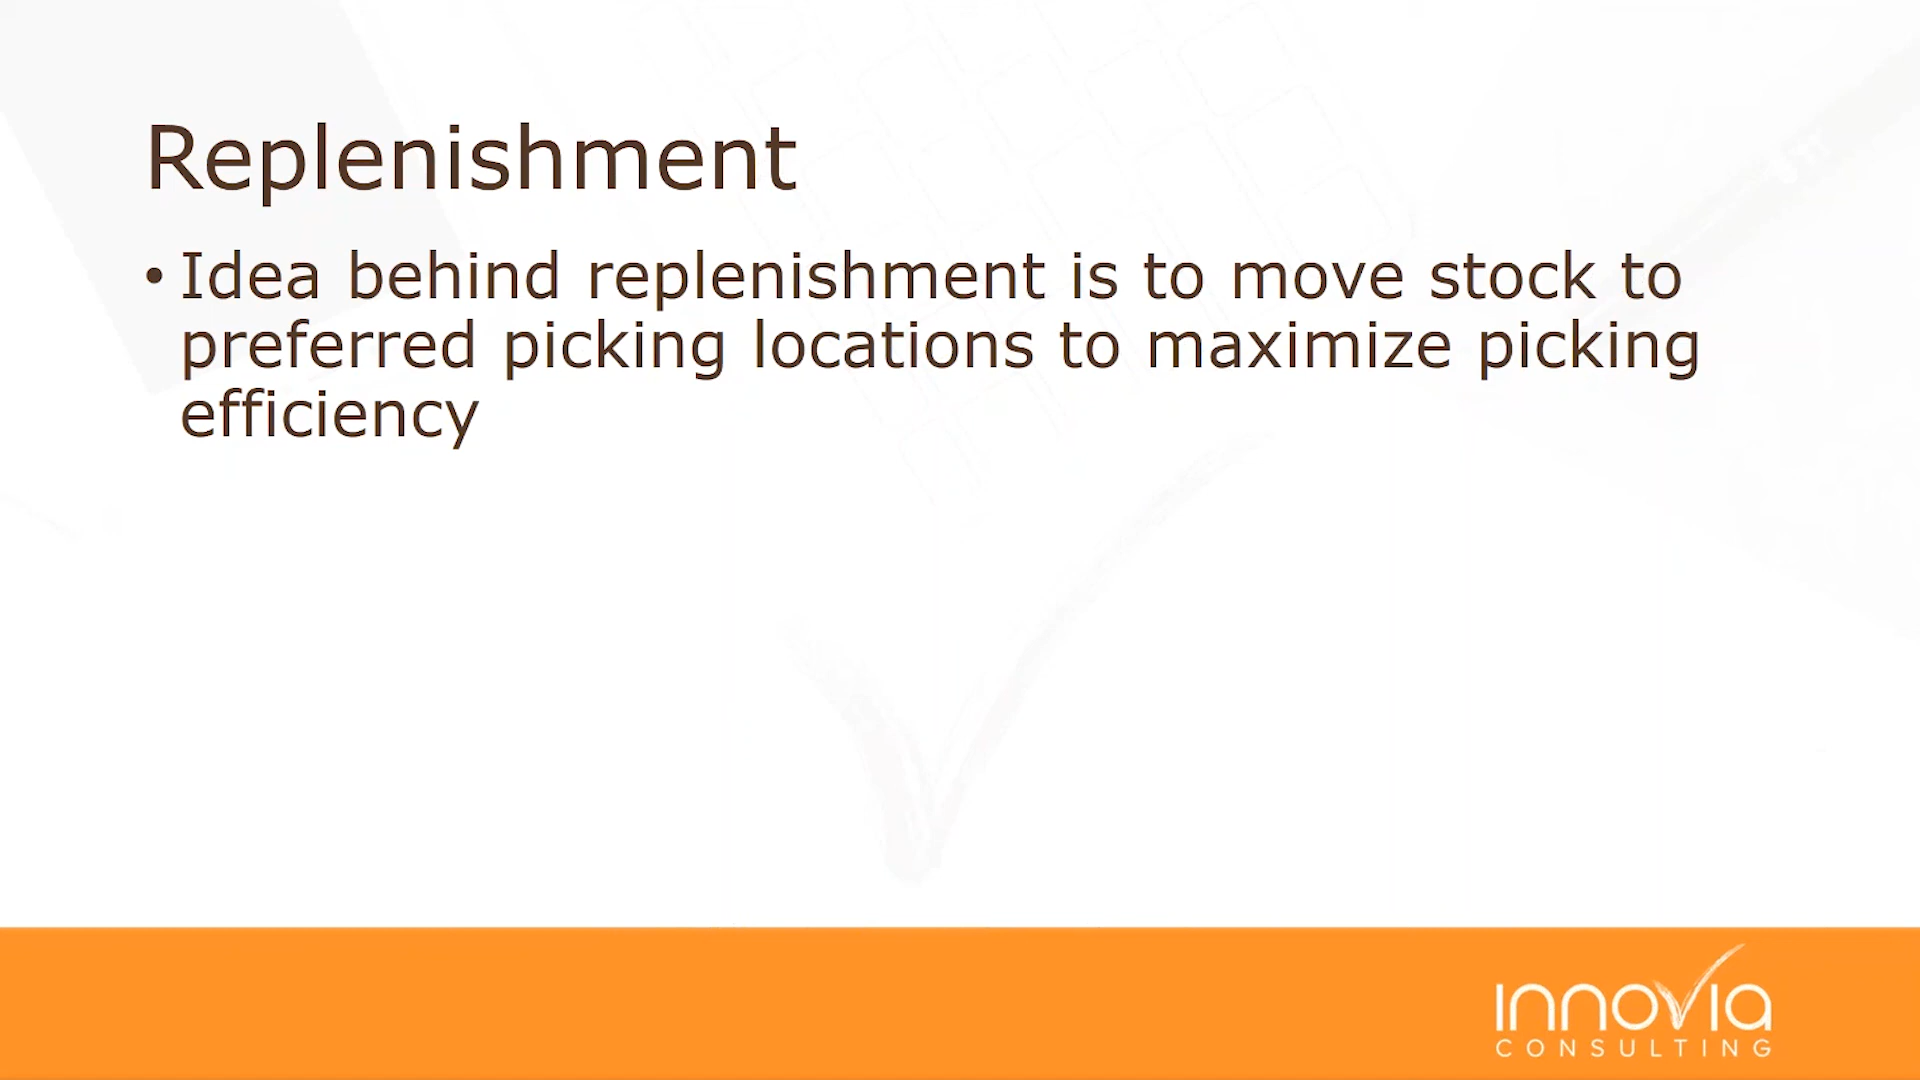 Replenishment
• Idea behind replenishment is to move stock to
preferred picking locations to maximize picking
efficiency
innovia
CONSULTING